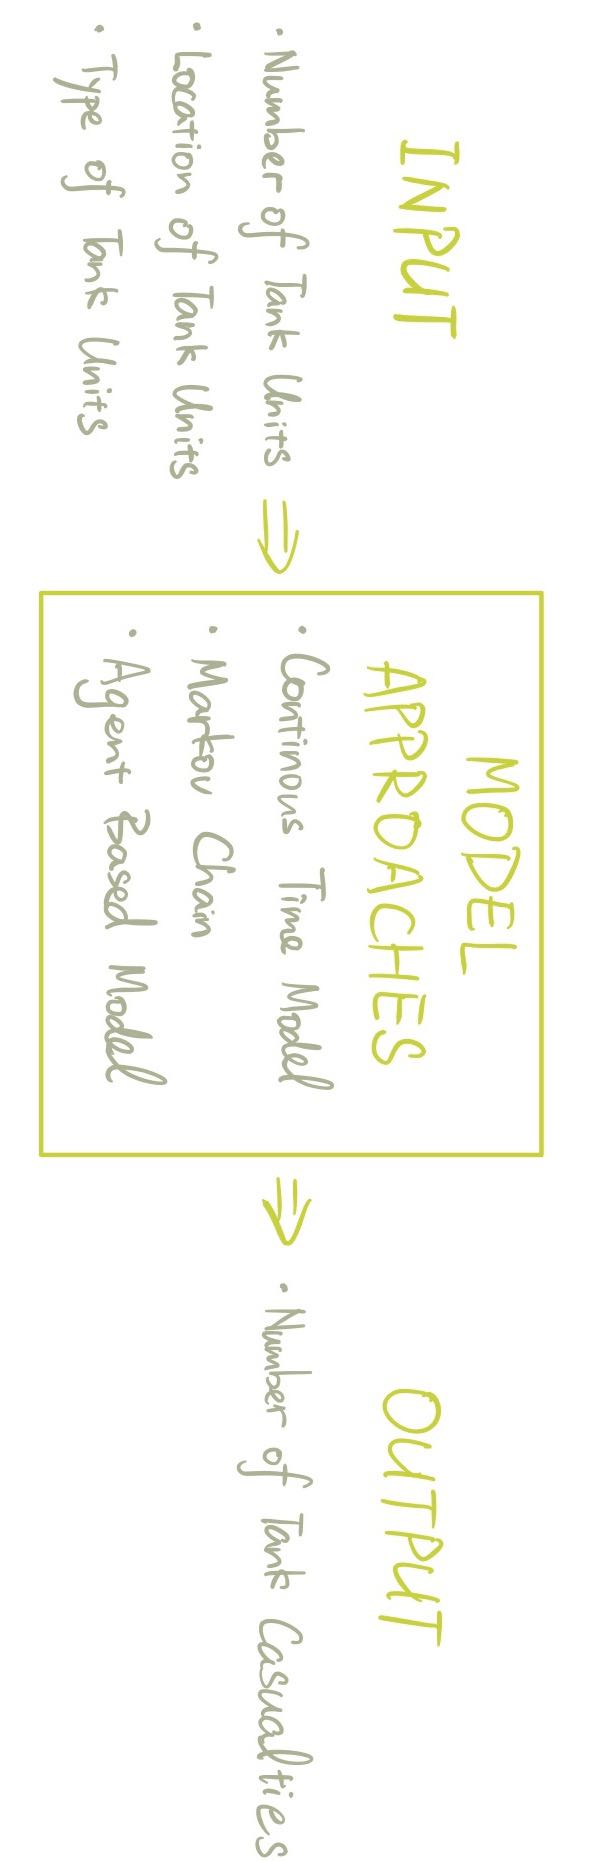 INPUT
· Number of Tank Units
· Location of Tank Units
· Type of Tank Units
MODEL
APPROACHES
· Continous Time Model
· Markov Chain
· Agent Based Model
OUTPUT
· Number of Tank Casualties